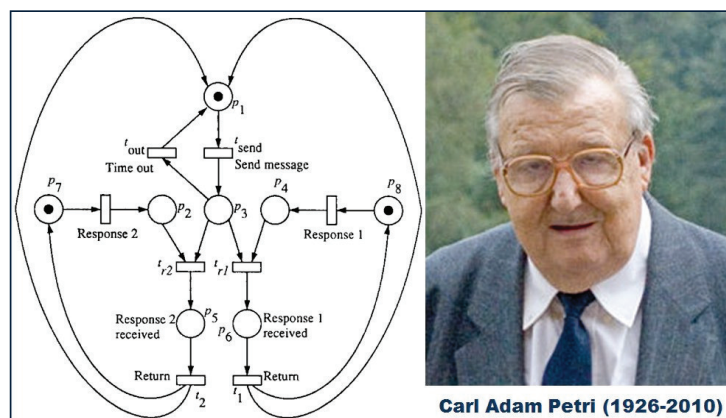 p1
tout
Time out
tsend
Send message
p7
p2
p3
p4
p8
Response 2
Response 1
tr2
tr1
Response 2
received
p5
p6
Response 1
received
Return
t2
t1
Return
Carl Adam Petri (1926-2010)